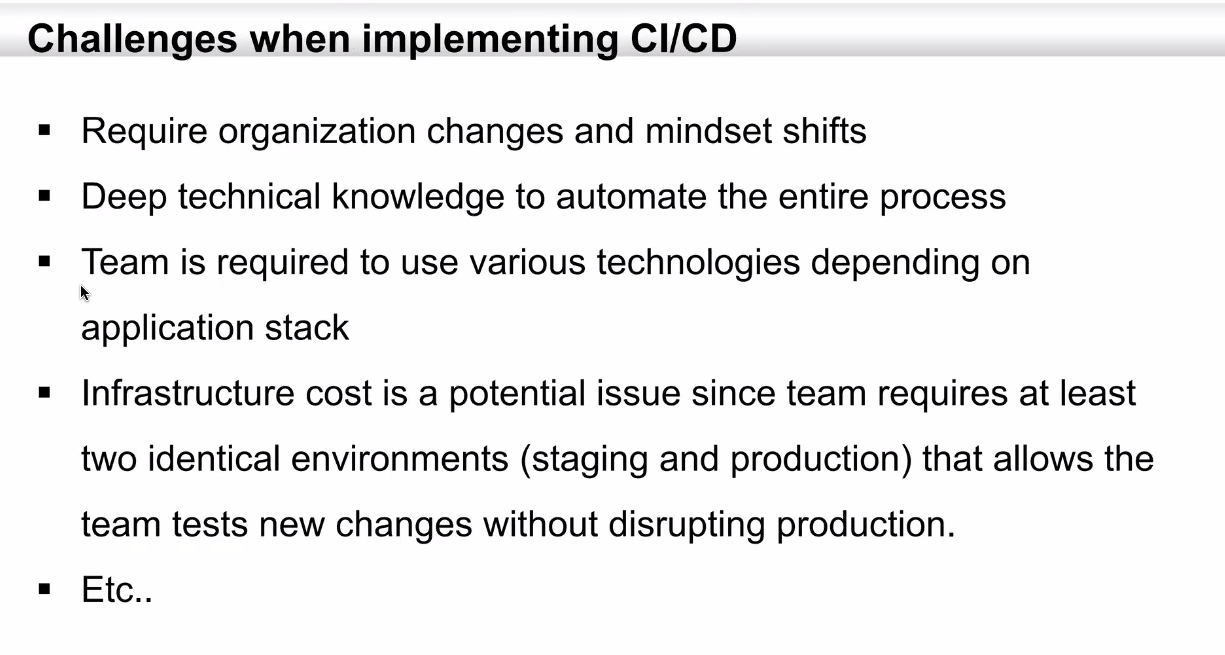 Challenges when implementing CI/CD
▪ Require organization changes and mindset shifts
▪ Deep technical knowledge to automate the entire process
▪ Team is required to use various technologies depending on
application stack
▪ Infrastructure cost is a potential issue since team requires at least
two identical environments (staging and production) that allows the
team tests new changes without disrupting production.
▪ Etc..